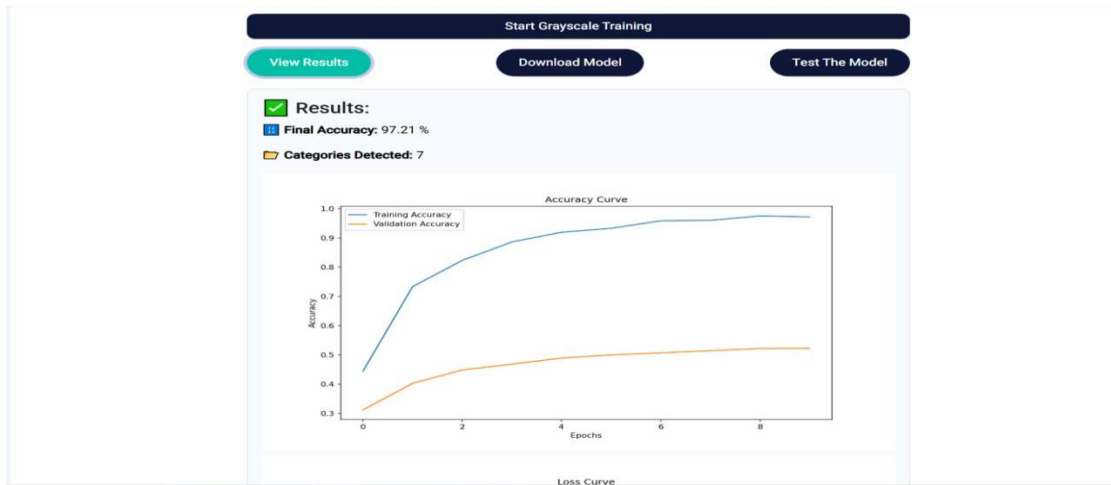 Start Grayscale Training
View Results
Download Model
Test The Model
Results:
Final Accuracy: 97.21 %
Categories Detected: 7
Accuracy Curve
Training Accuracy
Validation Accuracy
1.0
0.9
0.8
0.7
0.6
0.5
0.4
0.3
Accuracy
0 2 4 6 8
Epochs
Loss Curve